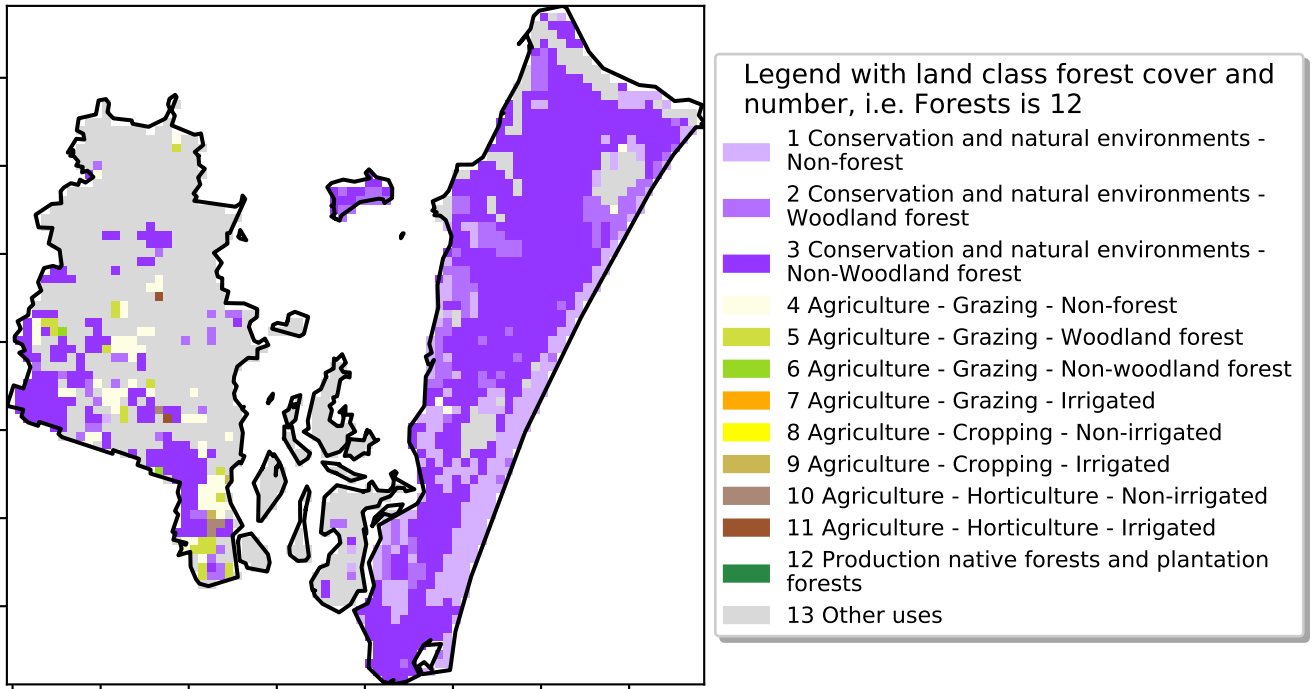 Legend with land class forest cover and
number, i.e. Forests is 12
1 Conservation and natural environments -
Non-forest
2 Conservation and natural environments -
Woodland forest
3 Conservation and natural environments -
Non-Woodland forest
4 Agriculture - Grazing - Non-forest
5 Agriculture - Grazing - Woodland forest
6 Agriculture - Grazing - Non-woodland forest
7 Agriculture - Grazing - Irrigated
8 Agriculture - Cropping - Non-irrigated
9 Agriculture - Cropping - Irrigated
10 Agriculture - Horticulture - Non-irrigated
11 Agriculture - Horticulture - Irrigated
12 Production native forests and plantation
forests
13 Other uses